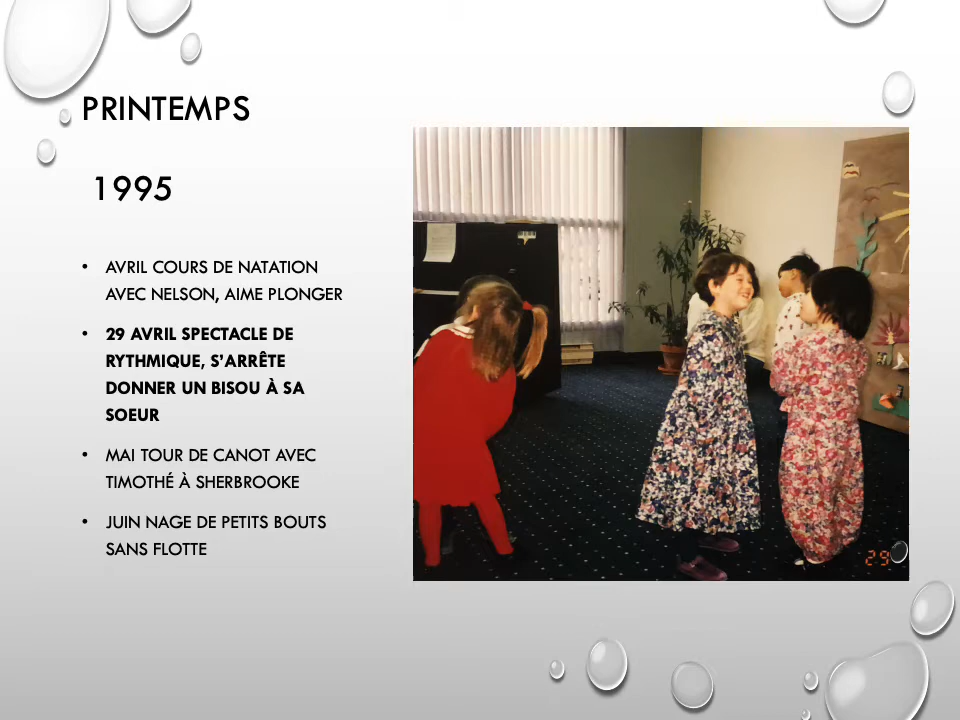 PRINTEMPS
1995
• AVRIL COURS DE NATATION
AVEC NELSON, AIME PLONGER
• 29 AVRIL SPECTACLE DE
RYTHMIQUE, S'ARRÊTE
DONNER UN BISOU À SA
SOEUR
• MAI TOUR DE CANOT AVEC
TIMOTHÉ À SHERBROOKE
• JUIN NAGE DE PETITS BOUTS
SANS FLOTTE
29